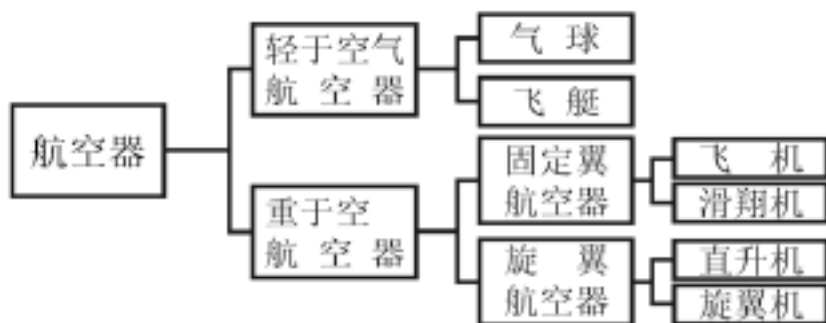 航空器
轻于空气
航空器
气球
飞艇
重于空
航空器
固定翼
航空器
飞机
滑翔机
旋翼
航空器
直升机
旋翼机